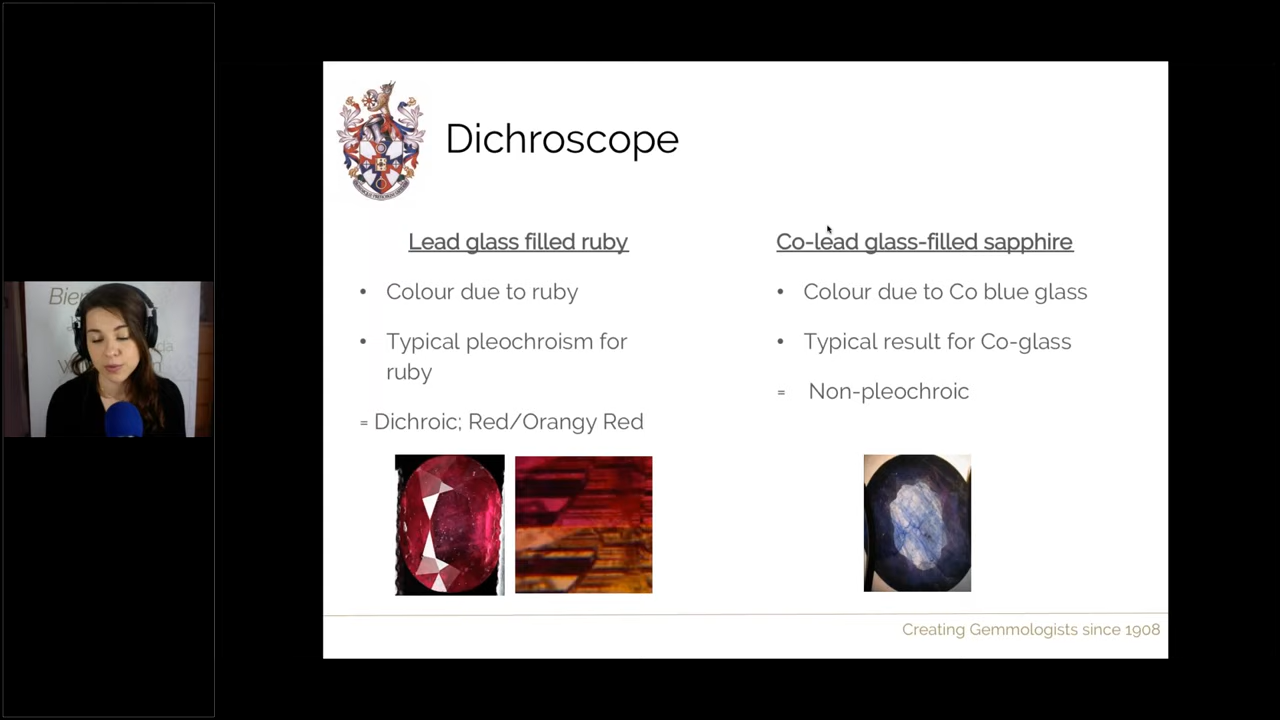 Dichroscope
Lead glass filled ruby
• Colour due to ruby
• Typical pleochroism for
ruby
= Dichroic; Red/Orangy Red
Co-lead glass-filled sapphire
• Colour due to Co blue glass
• Typical result for Co-glass
= Non-pleochroic
Creating Gemmologists since 1908
Bien